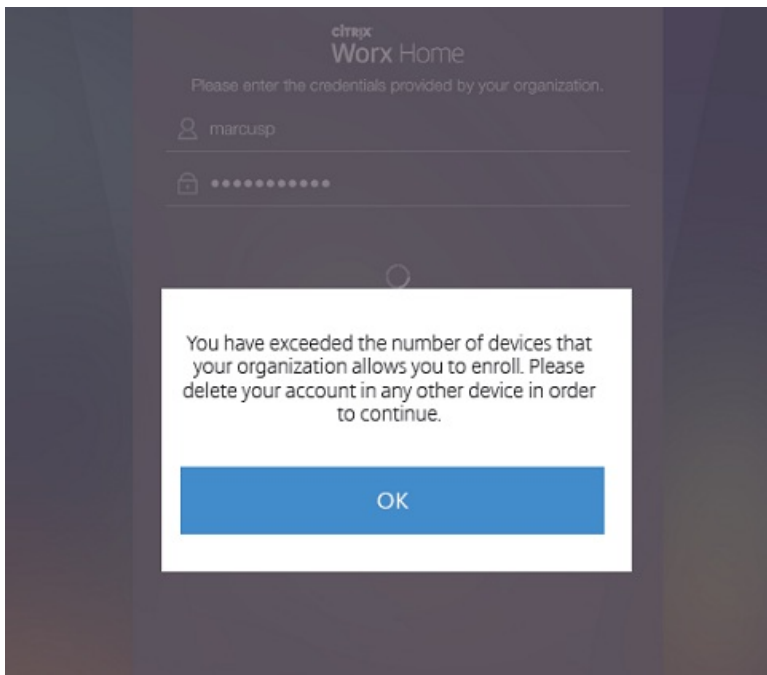 citrix
Worx Home
Please enter the credentials provided by your organization.
marcusp
You have exceeded the number of devices that
your organization allows you to enroll. Please
delete your account in any other device in order
to continue.
OK